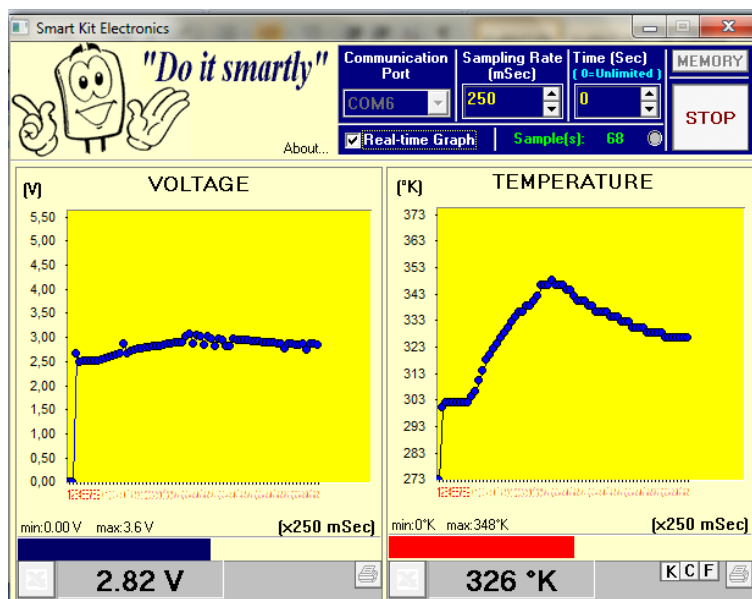 Smart Kit Electronics
"Do it smartly"
About...
Communication Port
COM6
Sampling Rate (mSec)
250
Time (Sec)
( 0=Unlimited )
0
MEMORY
STOP
Real-time Graph
Sample(s): 68
VOLTAGE
(V)
5,50
5,00
4,50
4,00
3,50
3,00
2,50
2,00
1,50
1,00
0,50
0,00
min:0.00 V max:3.6 V
(x250 mSec)
2.82 V
TEMPERATURE
(°K)
373
363
353
343
333
323
313
303
293
283
273
min:0°K max:348°K
(x250 mSec)
326 °K
K C F